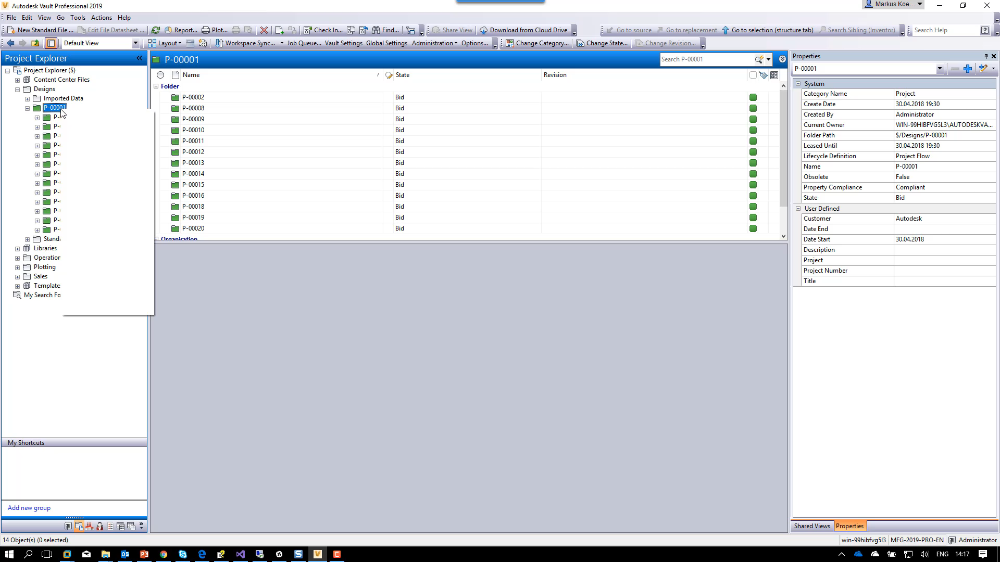 Autodesk Vault Professional 2019
Markus Koe...
File Edit View Go Tools Actions Help
New Standard File ... Edit File Datasheet ... Report... Plot... Check In... Find... Share View Download from Cloud Drive Go to source Go to replacement Go to selection (structure tab) Search Sibling (Inventor) Search Help
Default View Layout Workspace Sync... Job Queue... Vault Settings Global Settings Administration Options... Change Category... Change State... Change Revision...
Project Explorer
Project Explorer ($)
Content Center Files
Designs
Imported Data
P-00001
P-
P-
P-
P-
P-
P-
P-
P-
P-
P-
P-
P-
P-
Standa
Libraries
Operation
Plotting
Sales
Template
My Search Fo
My Shortcuts
Add new group
P-00001
Search P-00001
Name / State Revision
Folder
P-00002 Bid
P-00008 Bid
P-00009 Bid
P-00010 Bid
P-00011 Bid
P-00012 Bid
P-00013 Bid
P-00014 Bid
P-00015 Bid
P-00016 Bid
P-00018 Bid
P-00019 Bid
P-00020 Bid
Organisation
Properties
P-00001
System
Category Name Project
Create Date 30.04.2018 19:30
Created By Administrator
Current Owner WIN-99HIBFVG5L3\AUTODESKVA...
Folder Path $/Designs/P-00001
Leased Until 30.04.2018 19:30
Lifecycle Definition Project Flow
Name P-00001
Obsolete False
Property Compliance Compliant
State Bid
User Defined
Customer Autodesk
Date End
Date Start 30.04.2018
Description
Project
Project Number
Title
Shared Views Properties
14 Object(s) (0 selected)
win-99hibfvg5l3 MFG-2019-PRO-EN Administrator
ENG 14:17